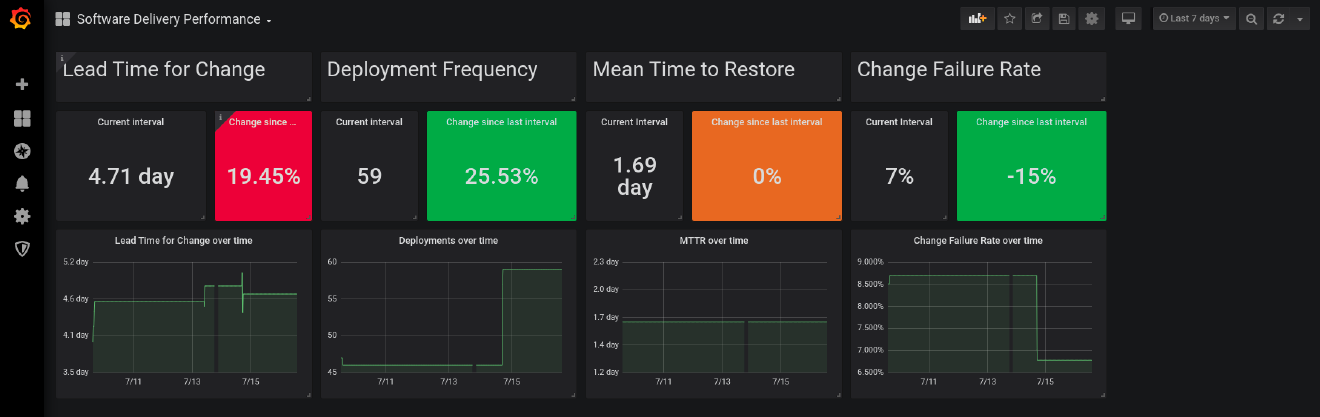 Software Delivery Performance
Last 7 days
Lead Time for Change
Deployment Frequency
Mean Time to Restore
Change Failure Rate
Current interval
4.71 day
Change since ...
19.45%
Current interval
59
Change since last interval
25.53%
Current Interval
1.69
day
Change since last interval
0%
Current Interval
7%
Change since last interval
-15%
Lead Time for Change over time
5.2 day
4.6 day
4.1 day
3.5 day
7/11
7/13
7/15
Deployments over time
60
55
50
45
7/11
7/13
7/15
MTTR over time
2.3 day
2.0 day
1.7 day
1.4 day
1.2 day
7/11
7/13
7/15
Change Failure Rate over time
9.000%
8.500%
8.000%
7.500%
7.000%
6.500%
7/11
7/13
7/15